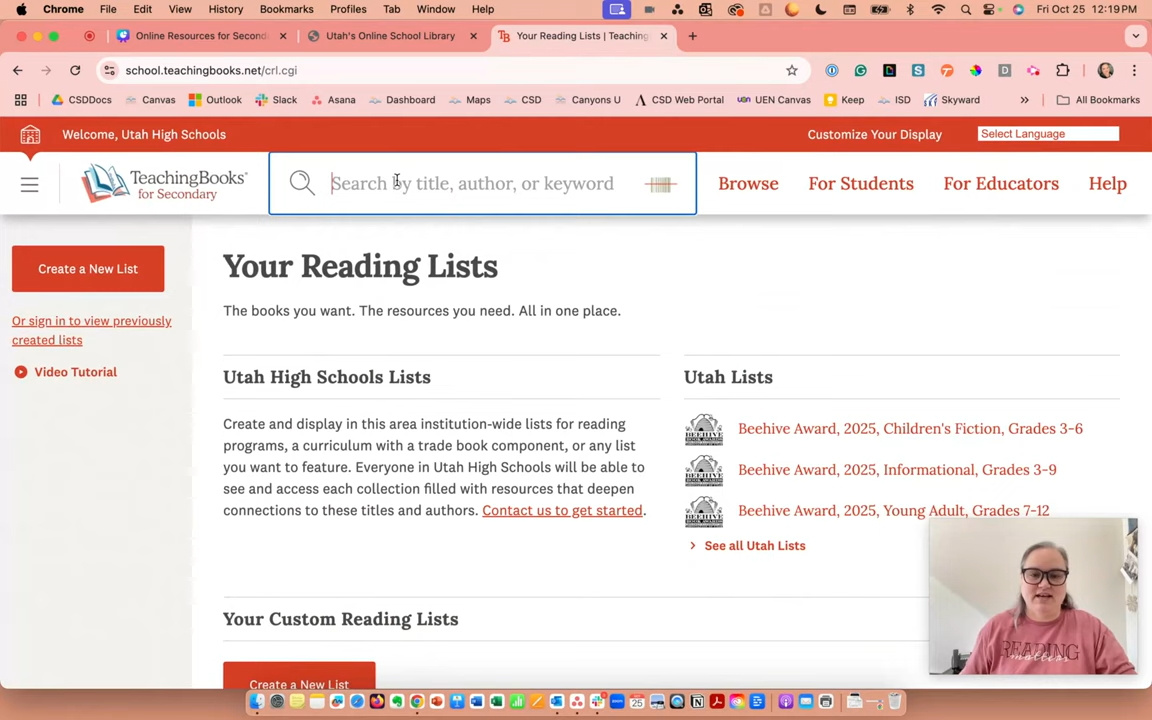 Chrome File Edit View History Bookmarks Profiles Tab Window Help Fri Oct 25 12:19 PM
Online Resources for Second Utah's Online School Library Your Reading Lists | Teaching
school.teachingbooks.net/crl.cgi
CSDDocs Canvas Outlook Slack Asana Dashboard Maps CSD Canyons U CSD Web Portal UEN Canvas Keep ISD Skyward All Bookmarks
Welcome, Utah High Schools Customize Your Display Select Language
TeachingBooks® for Secondary
Search by title, author, or keyword
Browse For Students For Educators Help
Create a New List
Or sign in to view previously
created lists
Video Tutorial
Your Reading Lists
The books you want. The resources you need. All in one place.
Utah High Schools Lists
Create and display in this area institution-wide lists for reading
programs, a curriculum with a trade book component, or any list
you want to feature. Everyone in Utah High Schools will be able to
see and access each collection filled with resources that deepen
connections to these titles and authors. Contact us to get started.
Utah Lists
Beehive Award, 2025, Children's Fiction, Grades 3-6
Beehive Award, 2025, Informational, Grades 3-9
Beehive Award, 2025, Young Adult, Grades 7-12
See all Utah Lists
Your Custom Reading Lists
Create a New List
READING
matters